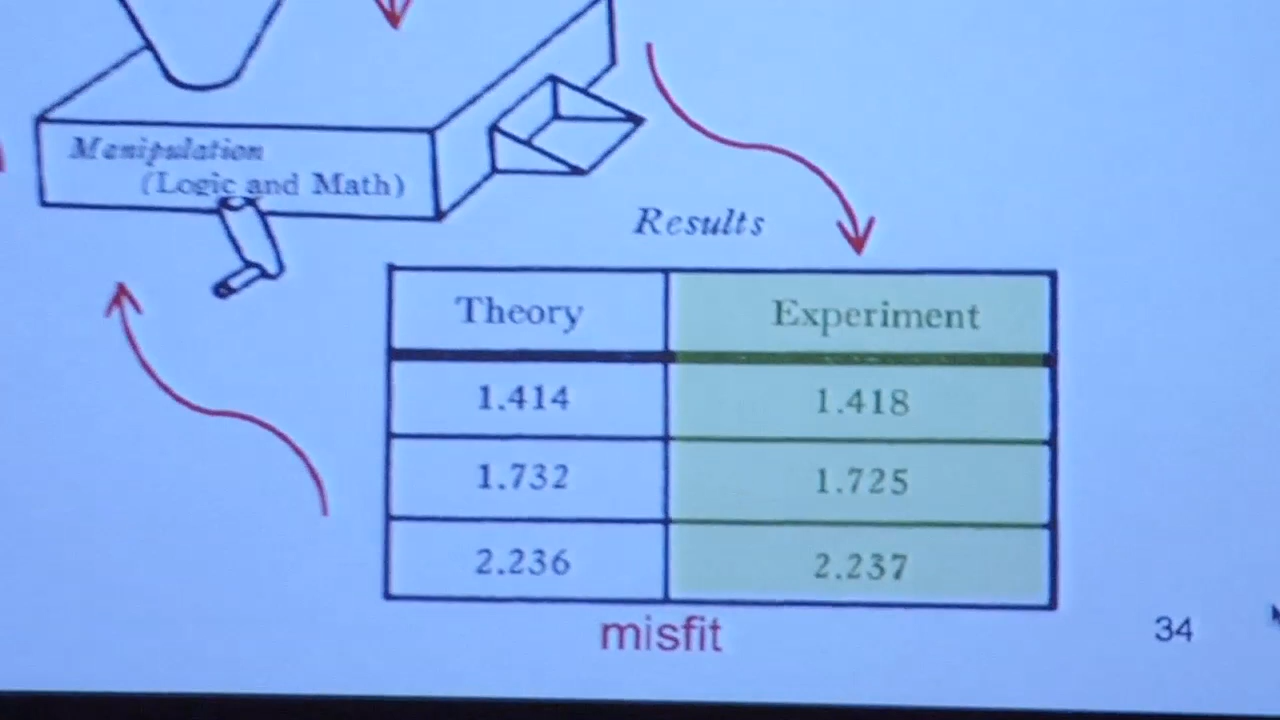 Manipulation
(Logic and Math)
Results
Theory Experiment
1.414 1.418
1.732 1.725
2.236 2.237
misfit
34